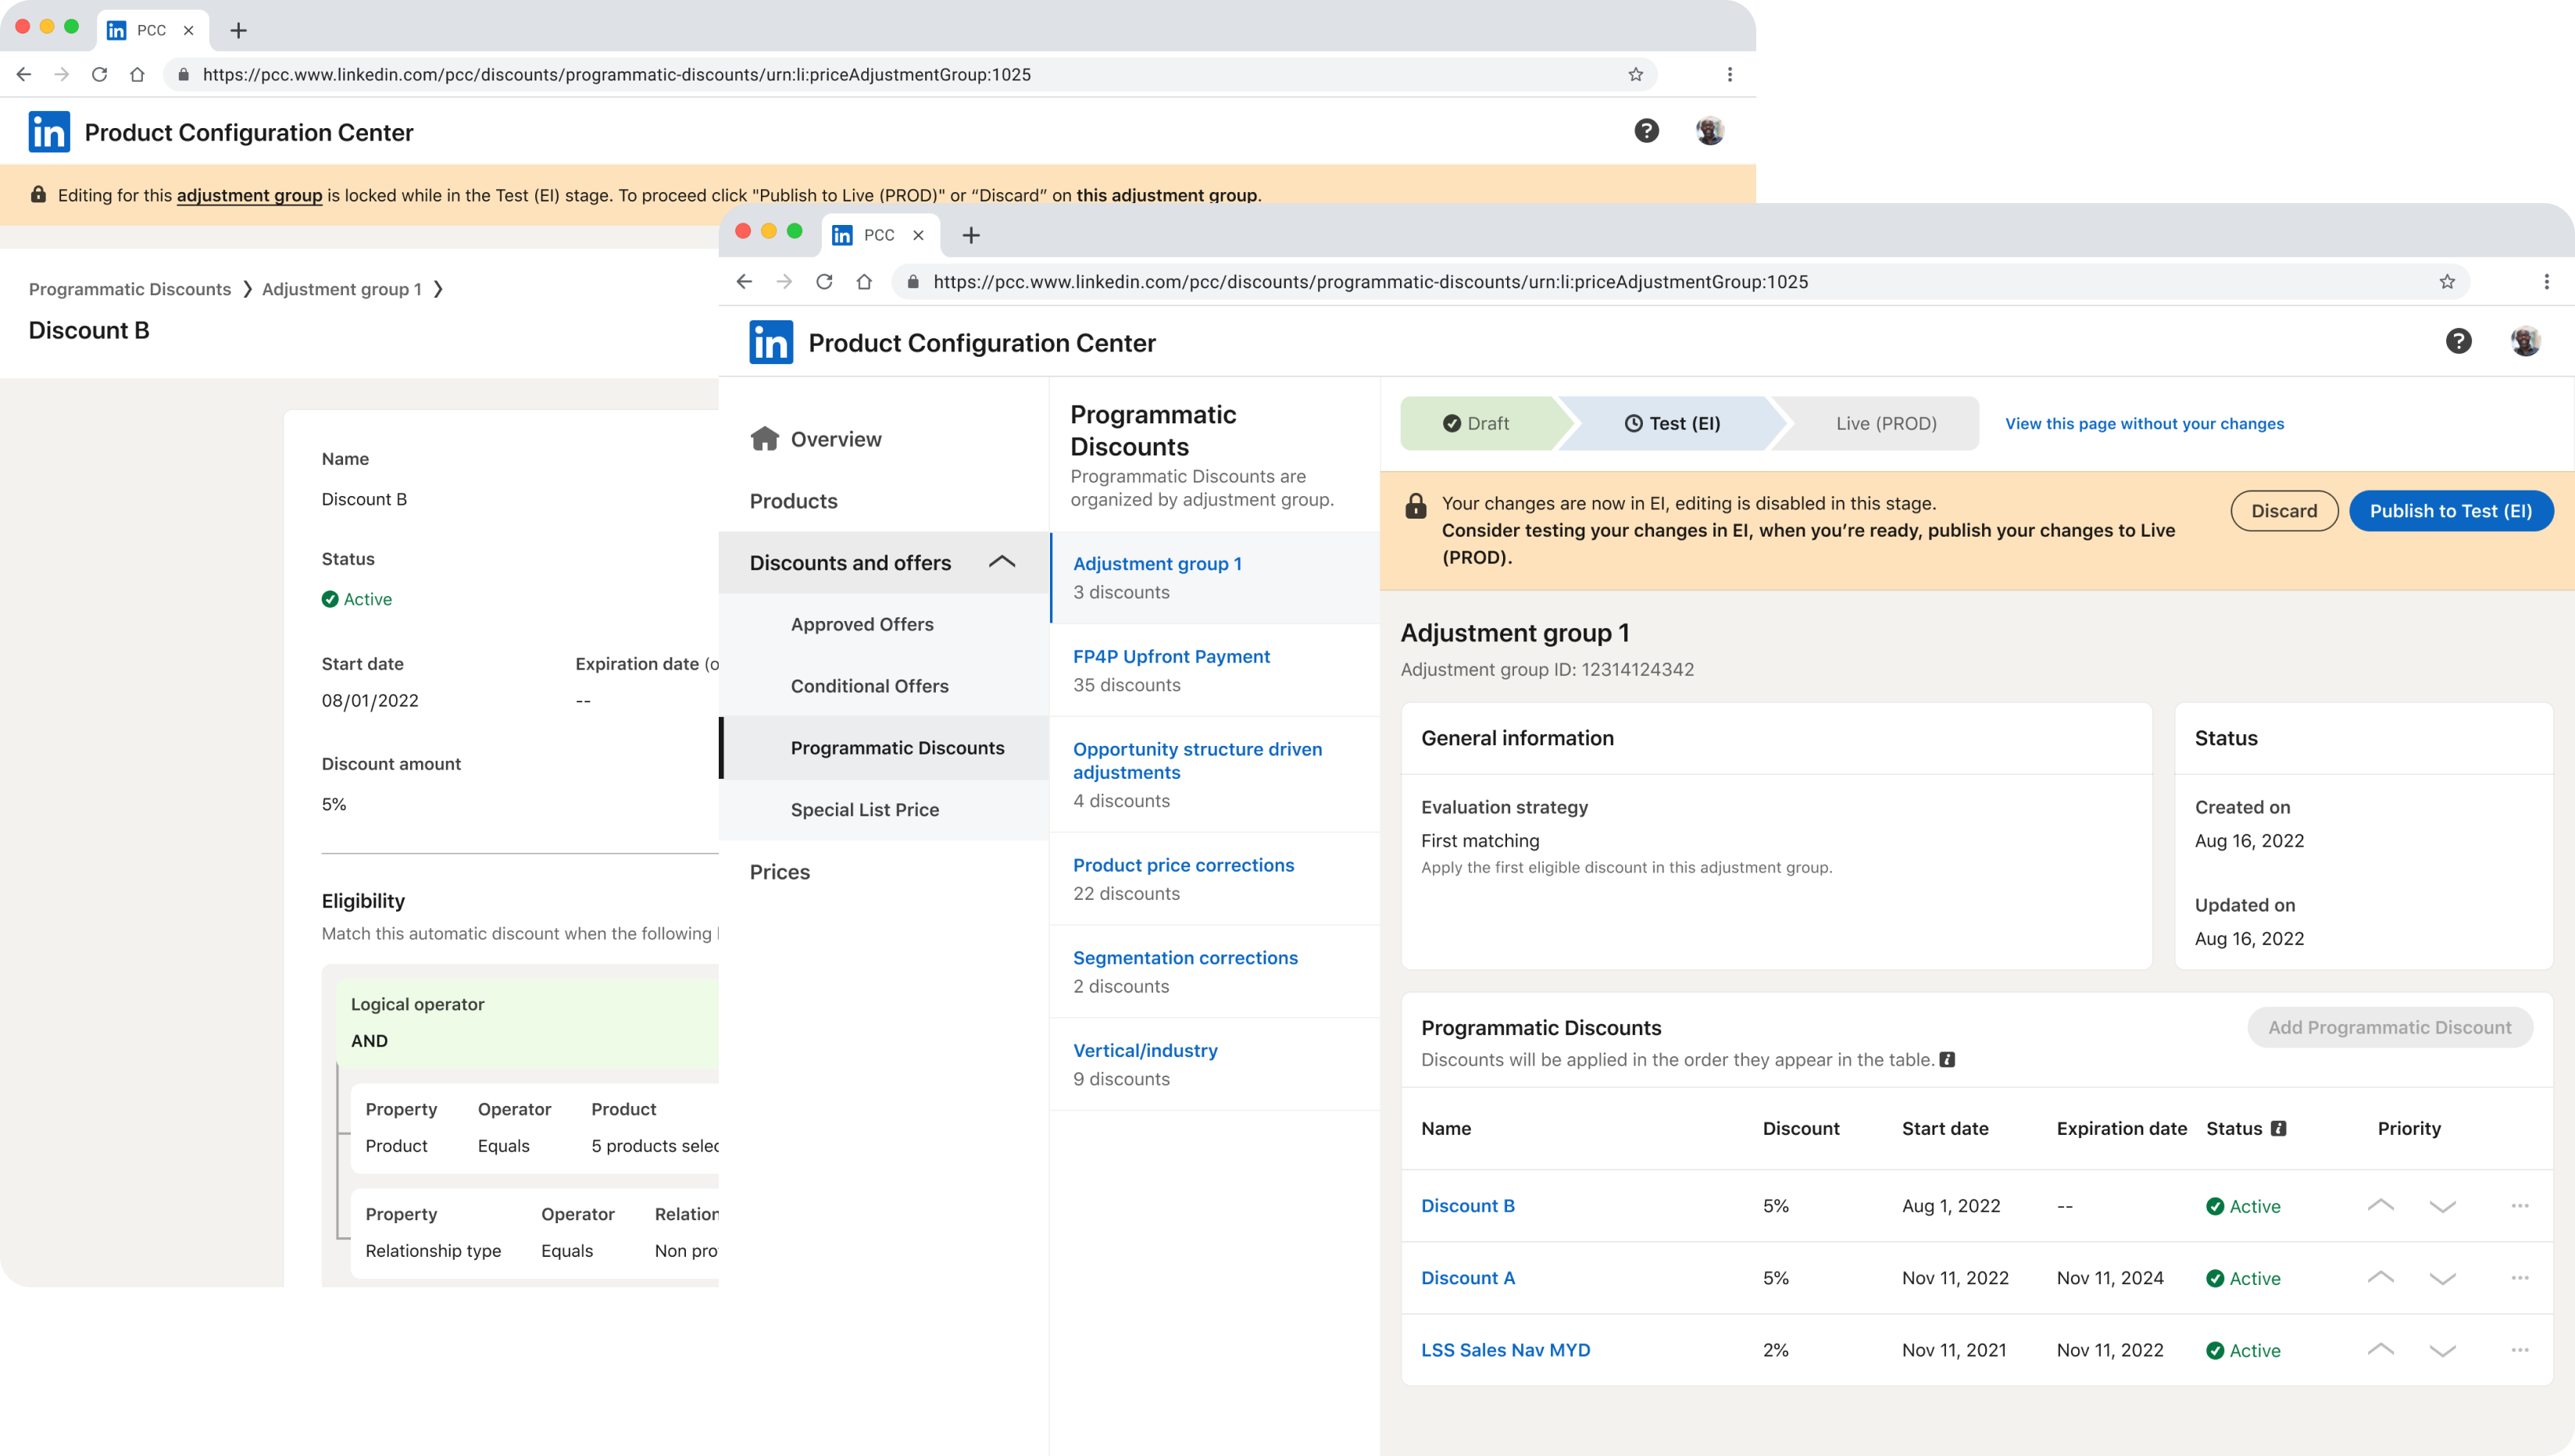 in PCC
https://pcc.www.linkedin.com/pcc/discounts/programmatic-discounts/urn:li:priceAdjustmentGroup:1025
in Product Configuration Center
Editing for this adjustment group is locked while in the Test (EI) stage. To proceed click "Publish to Live (PROD)" or “Discard” on this adjustment group.
Programmatic Discounts Adjustment group 1
Discount B
Name
Discount B
Status
Active
Start date Expiration date (o
08/01/2022 --
Discount amount
5%
Eligibility
Match this automatic discount when the following
Logical operator
AND
Property Operator Product
Product Equals 5 products selec
Property Operator Relation
Relationship type Equals Non pro
in PCC
https://pcc.www.linkedin.com/pcc/discounts/programmatic-discounts/urn:li:priceAdjustmentGroup:1025
in Product Configuration Center
Overview
Products
Discounts and offers
Approved Offers
Conditional Offers
Programmatic Discounts
Special List Price
Prices
Programmatic
Discounts
Programmatic Discounts are
organized by adjustment group.
Adjustment group 1
3 discounts
FP4P Upfront Payment
35 discounts
Opportunity structure driven
adjustments
4 discounts
Product price corrections
22 discounts
Segmentation corrections
2 discounts
Vertical/industry
9 discounts
Draft Test (EI) Live (PROD) View this page without your changes
Your changes are now in EI, editing is disabled in this stage.
Consider testing your changes in EI, when you’re ready, publish your changes to Live
(PROD).
Discard Publish to Test (EI)
Adjustment group 1
Adjustment group ID: 12314124342
General information
Evaluation strategy
First matching
Apply the first eligible discount in this adjustment group.
Status
Created on
Aug 16, 2022
Updated on
Aug 16, 2022
Programmatic Discounts
Discounts will be applied in the order they appear in the table.
Add Programmatic Discount
Name Discount Start date Expiration date Status Priority
Discount B 5% Aug 1, 2022 -- Active
Discount A 5% Nov 11, 2022 Nov 11, 2024 Active
LSS Sales Nav MYD 2% Nov 11, 2021 Nov 11, 2022 Active